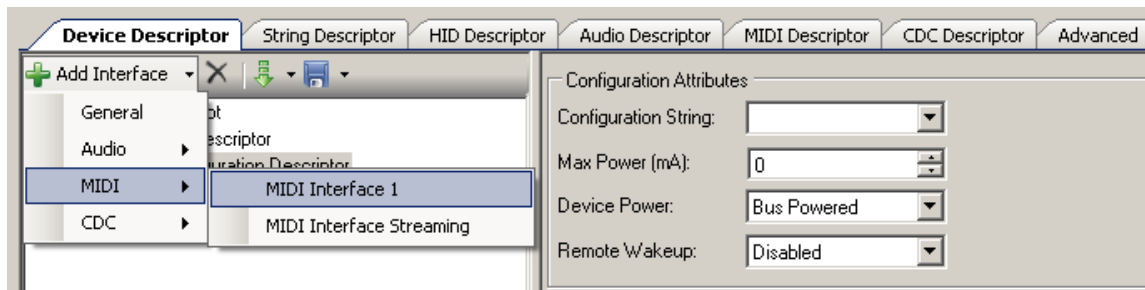 Device Descriptor String Descriptor HID Descriptor Audio Descriptor MIDI Descriptor CDC Descriptor Advanced
Add Interface
General
Audio
MIDI
CDC
MIDI Interface 1
MIDI Interface Streaming
Configuration Attributes
Configuration String:
Max Power (mA): 0
Device Power: Bus Powered
Remote Wakeup: Disabled